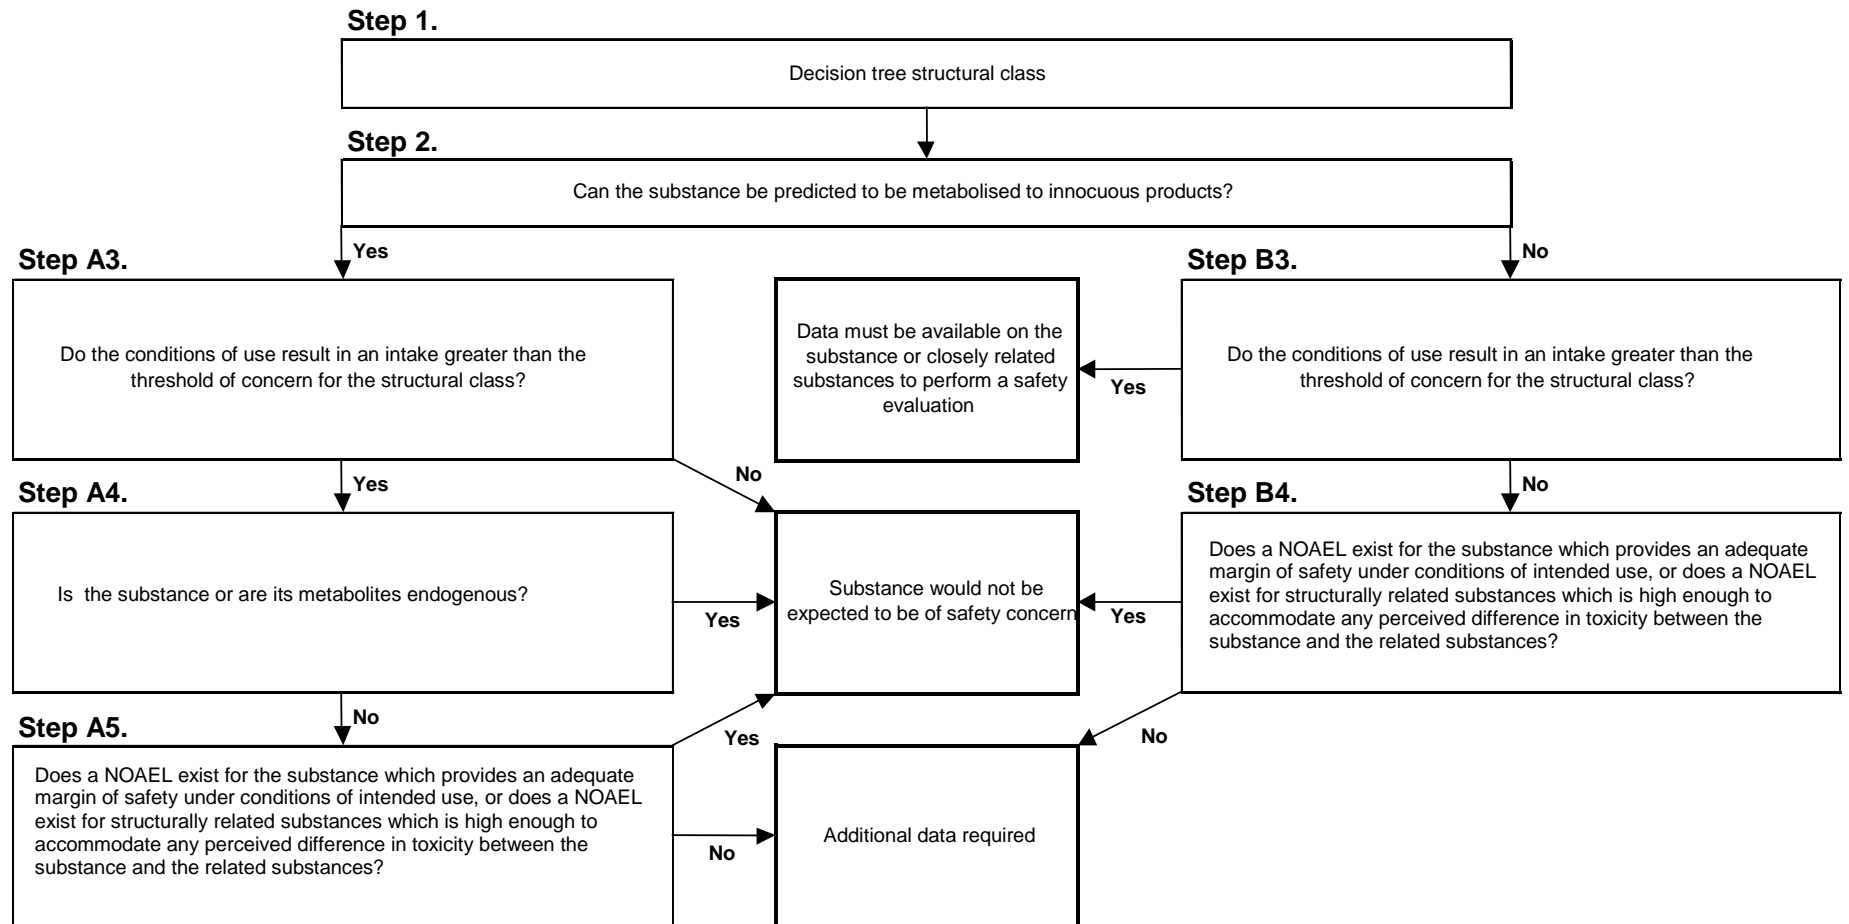 Step 1.
Decision tree structural class
Step 2.
Can the substance be predicted to be metabolised to innocuous products?
Yes
No
Step A3.
Do the conditions of use result in an intake greater than the
threshold of concern for the structural class?
Data must be available on the
substance or closely related
substances to perform a safety
evaluation
Step B3.
Do the conditions of use result in an intake greater than the
threshold of concern for the structural class?
Yes
No
Yes
No
Step A4.
Is the substance or are its metabolites endogenous?
Yes
Substance would not be
expected to be of safety concern
Step B4.
Does a NOAEL exist for the substance which provides an adequate
margin of safety under conditions of intended use, or does a NOAEL
exist for structurally related substances which is high enough to
accommodate any perceived difference in toxicity between the
substance and the related substances?
Yes
No
No
Step A5.
Does a NOAEL exist for the substance which provides an adequate
margin of safety under conditions of intended use, or does a NOAEL
exist for structurally related substances which is high enough to
accommodate any perceived difference in toxicity between the
substance and the related substances?
Yes
No
Additional data required